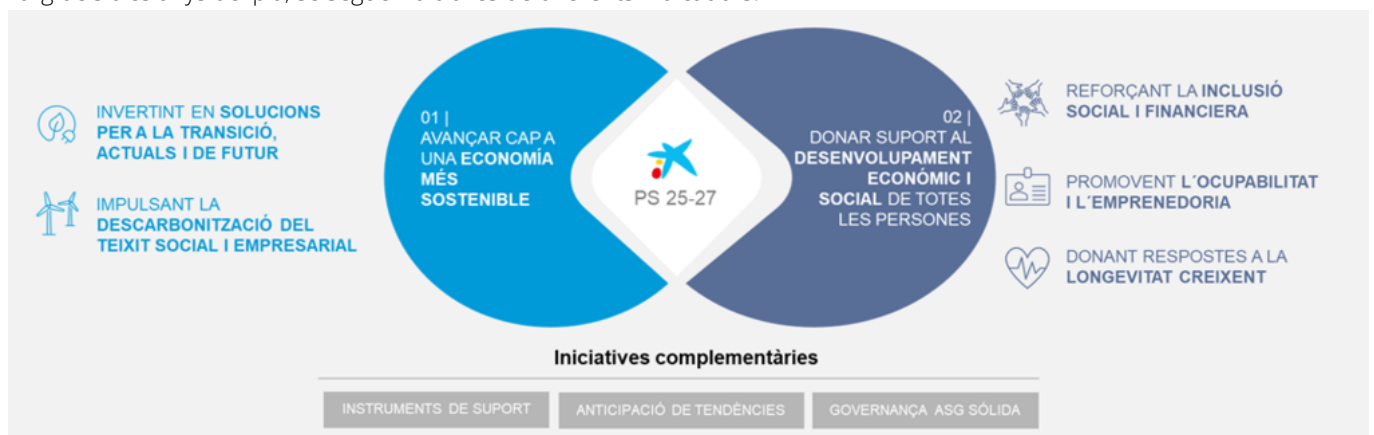 INVERTINT EN SOLUCIONS
PER A LA TRANSICIÓ,
ACTUALS I DE FUTUR
IMPULSANT LA
DESCARBONITZACIÓ DEL
TEIXIT SOCIAL I EMPRESARIAL
01 |
AVANÇAR CAP A
UNA ECONOMÍA
MÉS
SOSTENIBLE
PS 25-27
02 |
DONAR SUPORT AL
DESENVOLUPAMENT
ECONÓMIC I
SOCIAL DE TOTES
LES PERSONES
REFORÇANT LA INCLUSIÓ
SOCIAL I FINANCIERA
PROMOVENT L´OCUPABILITAT
I L´EMPRENEDORIA
DONANT RESPOSTES A LA
LONGEVITAT CREIXENT
Iniciatives complementàries
INSTRUMENTS DE SUPORT
ANTICIPACIÓ DE TENDÈNCIES
GOVERNANÇA ASG SÓLIDA